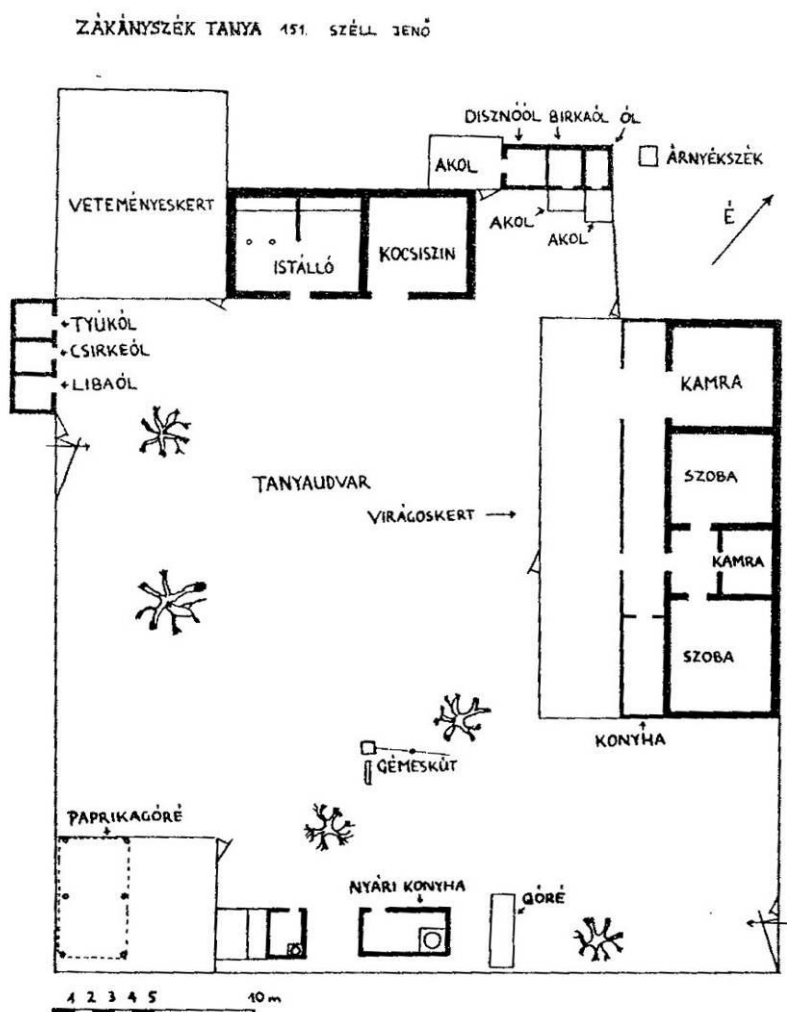 ZÁKÁNYSZÉK TANYA 151. SZÉLL JENŐ
DISZNÓÓL BIRKAÓL ÓL
AKOL
ÁRNYÉKSZÉK
VETEMÉNYESKERT
AKOL
AKOL
É
ISTÁLLÓ
KOCSISZIN
TYÚKÓL
CSIRKEÓL
LIBAÓL
KAMRA
TANYAUDVAR
SZOBA
VIRÁGOSKERT
KAMRA
SZOBA
KONYHA
GÉMESKÚT
PAPRIKAGÓRÉ
NYÁRI KONYHA
GÓRÉ
1 2 3 4 5 10 m